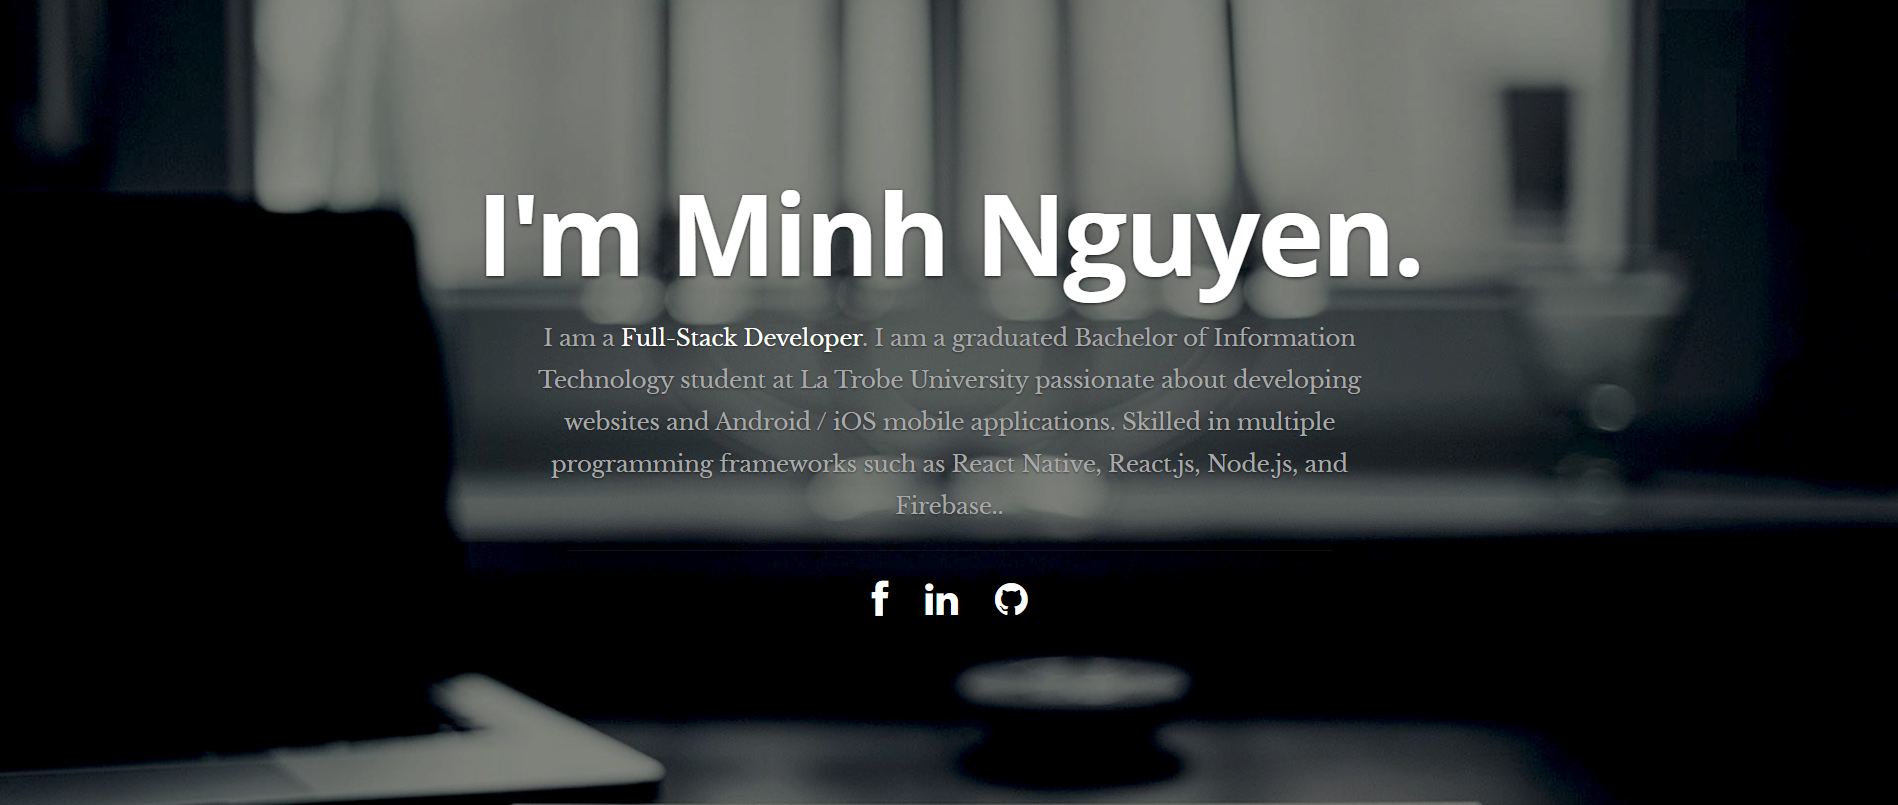 I'm Minh Nguyen.
I am a Full-Stack Developer. I am a graduated Bachelor of Information
Technology student at La Trobe University passionate about developing
websites and Android / iOS mobile applications. Skilled in multiple
programming frameworks such as React Native, React.js, Node.js, and
Firebase..
f in